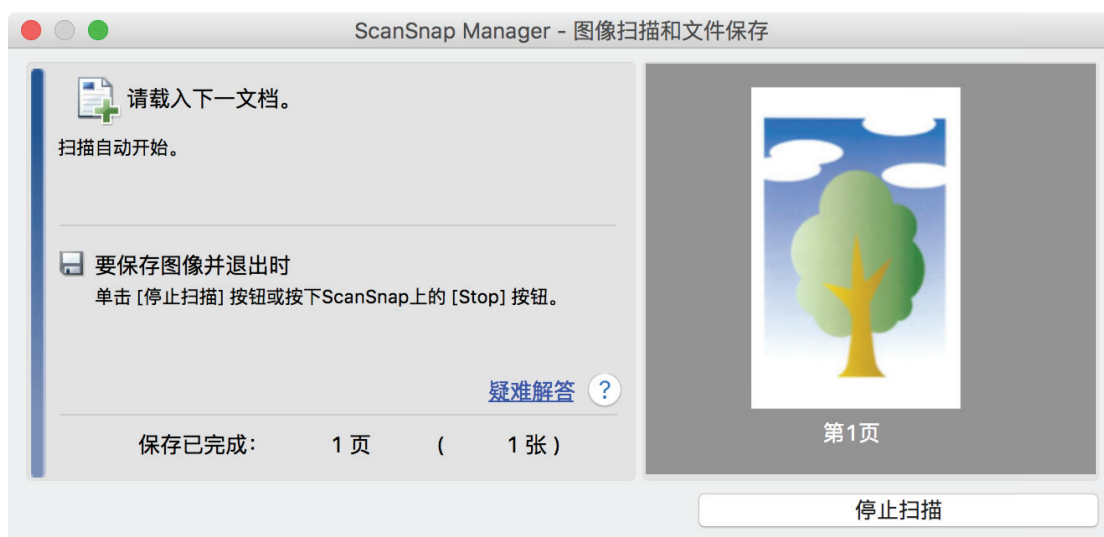 ScanSnap Manager - 图像扫描和文件保存
请载入下一文档。
扫描自动开始。
要保存图像并退出时
单击 [停止扫描] 按钮或按下ScanSnap上的 [Stop] 按钮。
疑难解答 ?
保存已完成: 1 页 ( 1 张 )
第1页
停止扫描